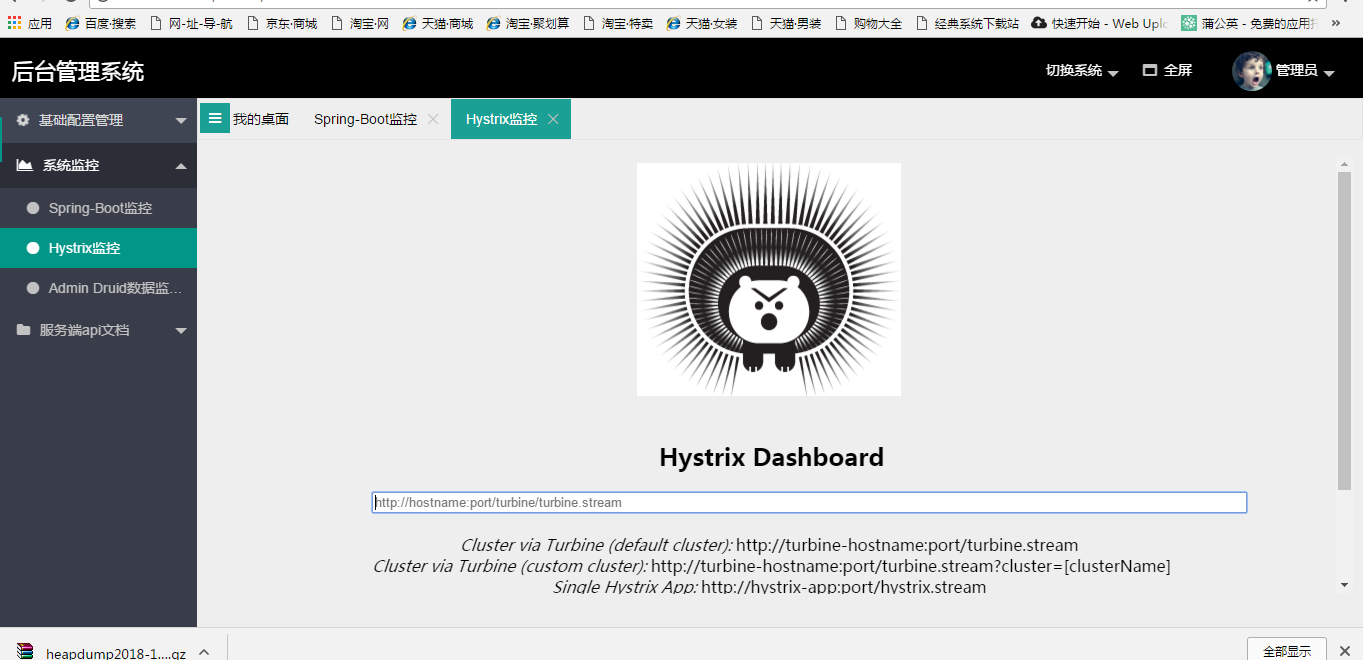 应用 百度·搜索 网-址-导-航 京东·商城 淘宝·网 天猫·商城 淘宝·聚划算 淘宝·特卖 天猫·女装 天猫·男装 购物大全 经典系统下载站 快速开始 - Web Uplo 蒲公英 - 免费的应用 »
后台管理系统 切换系统 全屏 管理员
基础配置管理 我的桌面 Spring-Boot监控 Hystrix监控
系统监控
Spring-Boot监控
Hystrix监控
Admin Druid数据监...
服务端api文档
Hystrix Dashboard
http://hostname:port/turbine/turbine.stream
Cluster via Turbine (default cluster): http://turbine-hostname:port/turbine.stream
Cluster via Turbine (custom cluster): http://turbine-hostname:port/turbine.stream?cluster=[clusterName]
Single Hystrix App: http://hystrix-app:port/hystrix.stream
heapdump2018-1....gz 全部显示